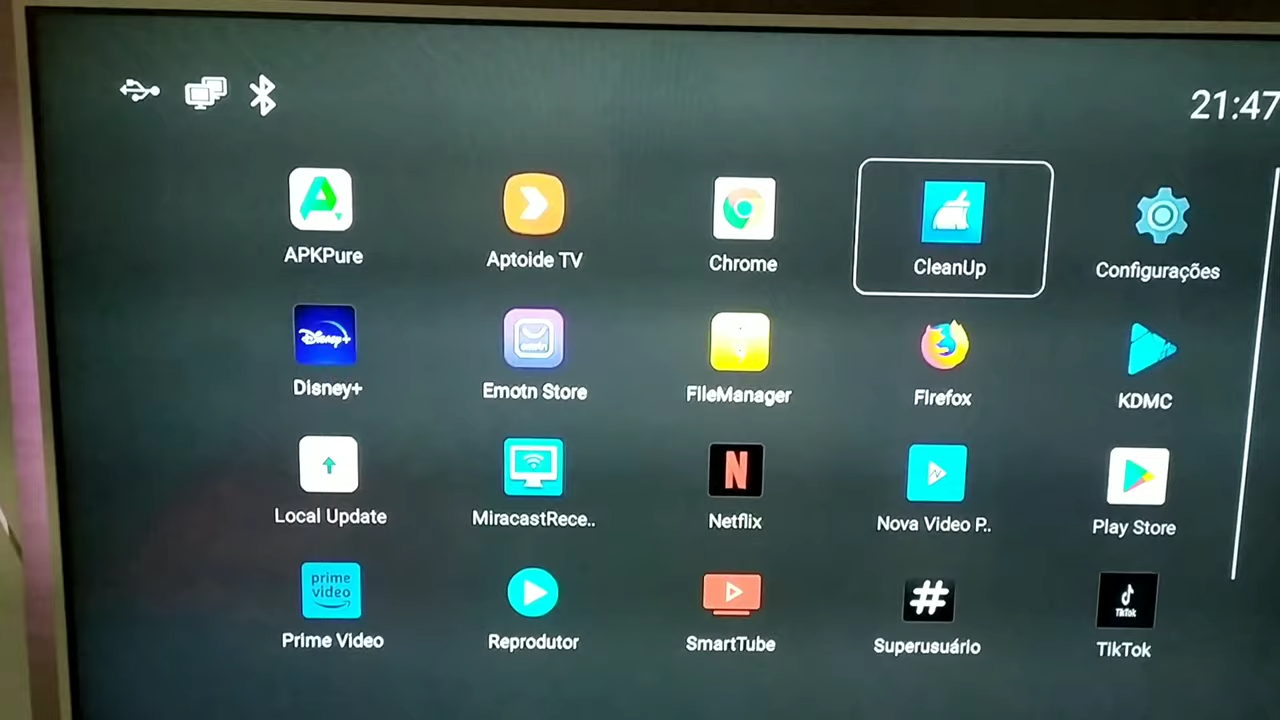 21:47
APKPure
Aptoide TV
Chrome
CleanUp
Configurações
Disney+
Disney+
Emotn Store
FileManager
Firefox
KDMC
Local Update
MiracastRece..
N
Netflix
Nova Video P..
Play Store
prime
video
Prime Video
Reprodutor
SmartTube
#
Superusuário
TikTok
TikTok